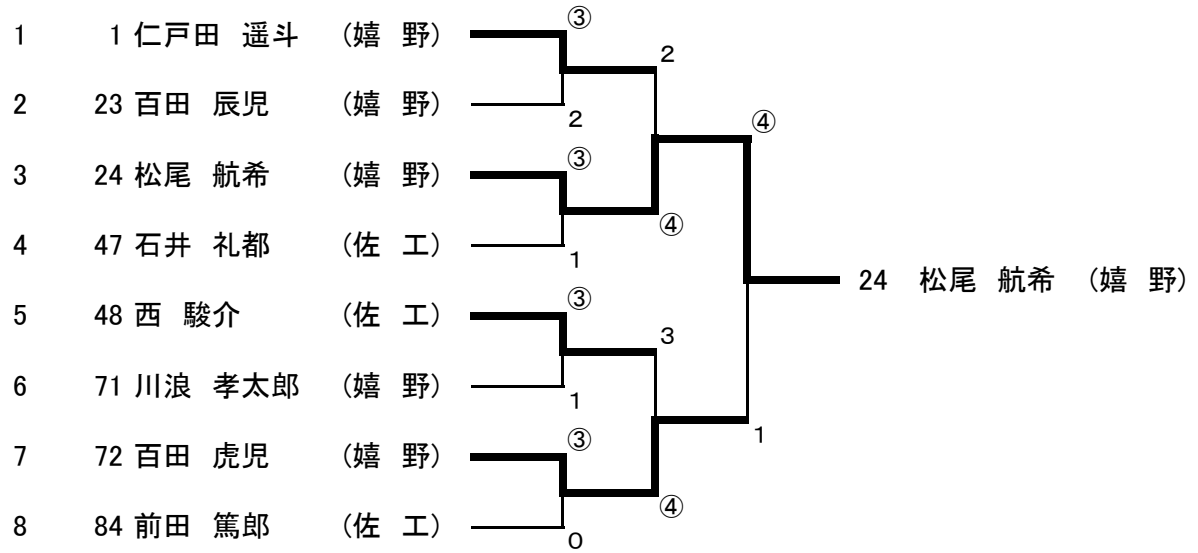 1 1 仁戸田 遥斗 (嬉 野) ③
2
2 23 百田 辰児 (嬉 野) 2
④
3 24 松尾 航希 (嬉 野) ③
④
4 47 石井 礼都 (佐 工) 1
24 松尾 航希 (嬉 野)
5 48 西 駿介 (佐 工) ③
3
6 71 川浪 孝太郎 (嬉 野) 1
1
7 72 百田 虎児 (嬉 野) ③
④
8 84 前田 篤郎 (佐 工) 0